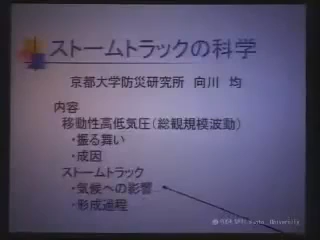 ストームトラックの科学
京都大学防災研究所 向川 均
内容
移動性高低気圧(総観規模波動)
・振る舞い
・成因
ストームトラック
・気候への影響
・形成過程